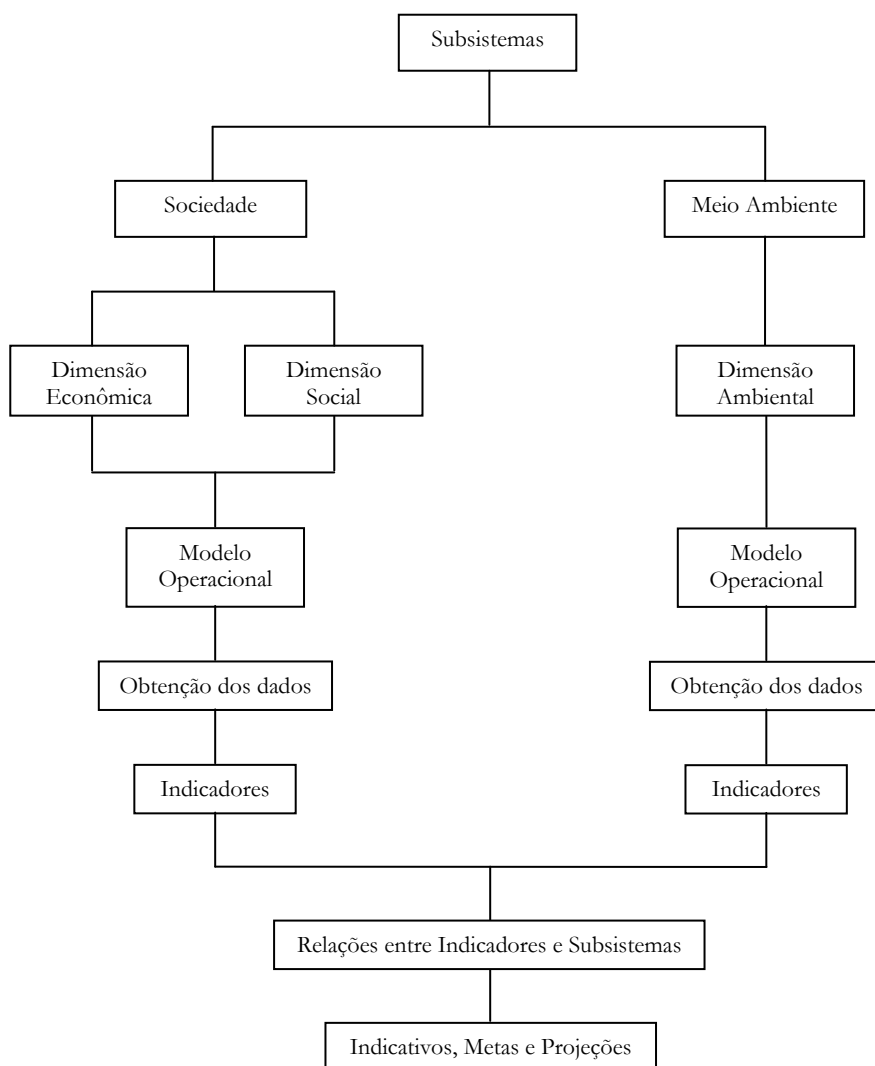 Subsistemas
Sociedade
Meio Ambiente
Dimensão
Econômica
Dimensão
Social
Dimensão
Ambiental
Modelo
Operacional
Modelo
Operacional
Obtenção dos dados
Obtenção dos dados
Indicadores
Indicadores
Relações entre Indicadores e Subsistemas
Indicativos, Metas e Projeções